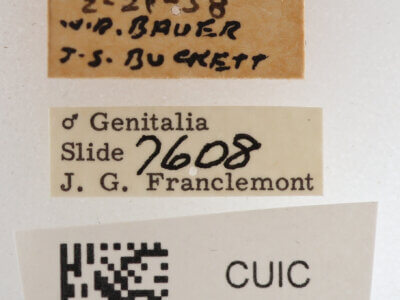 W.R. BAUER
J-S. BUCKETT
♂ Genitalia
Slide 7608
J. G. Franclemont
CUIC